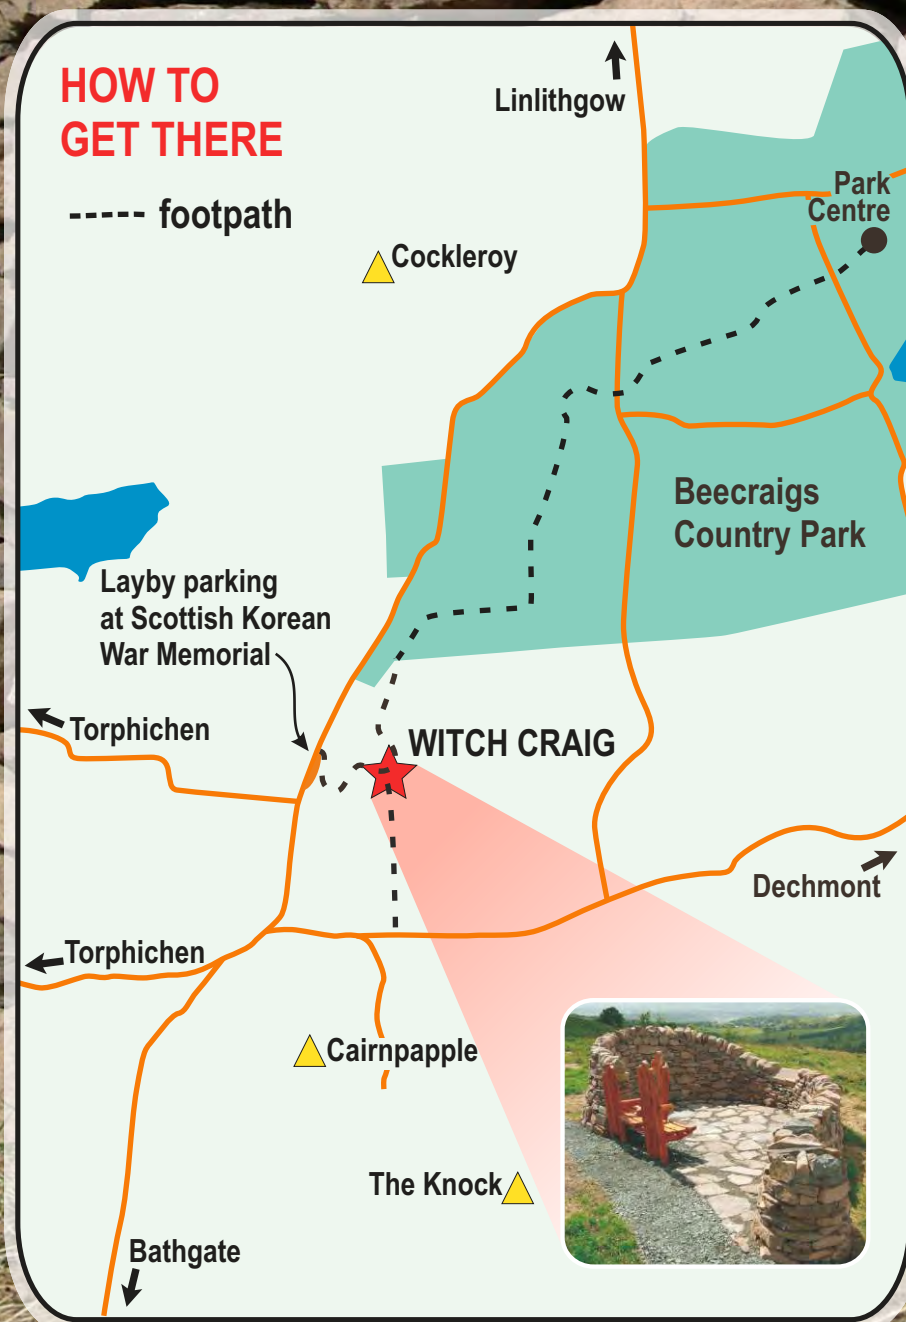 HOW TO
GET THERE
footpath
Linlithgow
Park
Centre
Cockleroy
Beecraigs
Country Park
Layby parking
at Scottish Korean
War Memorial
Torphichen
WITCH CRAIG
Dechmont
Torphichen
Cairnpapple
The Knock
Bathgate